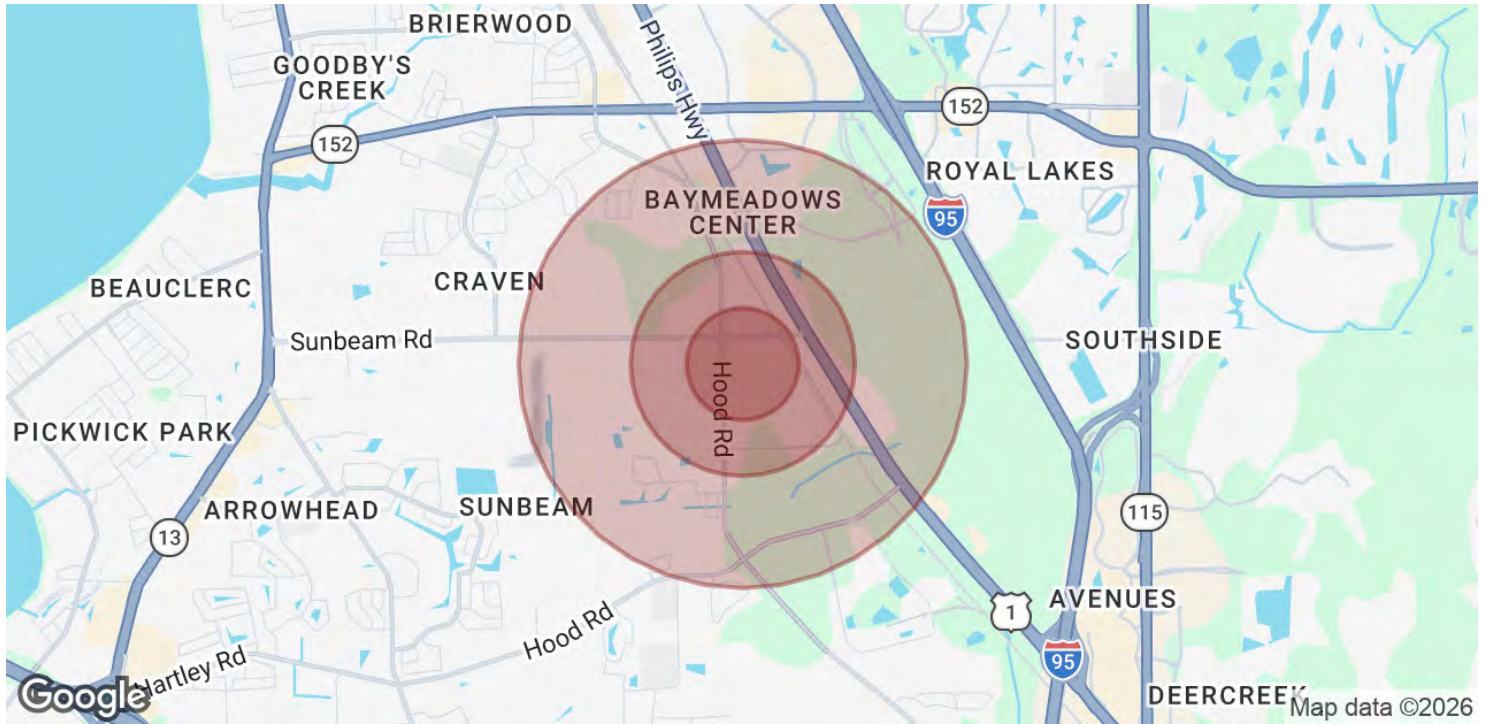 BRIERWOOD
GOODBY'S
CREEK
Philips Hwy
152
152
ROYAL LAKES
BAYMEADOWS
CENTER
95
CRAVEN
BEAUCLERC
Sunbeam Rd
SOUTHSIDE
Hood Rd
PICKWICK PARK
SUNBEAM
ARROWHEAD
115
13
AVENUES
1
Hood Rd
95
Hartley Rd
DEERCREEK
Google
Map data ©2026